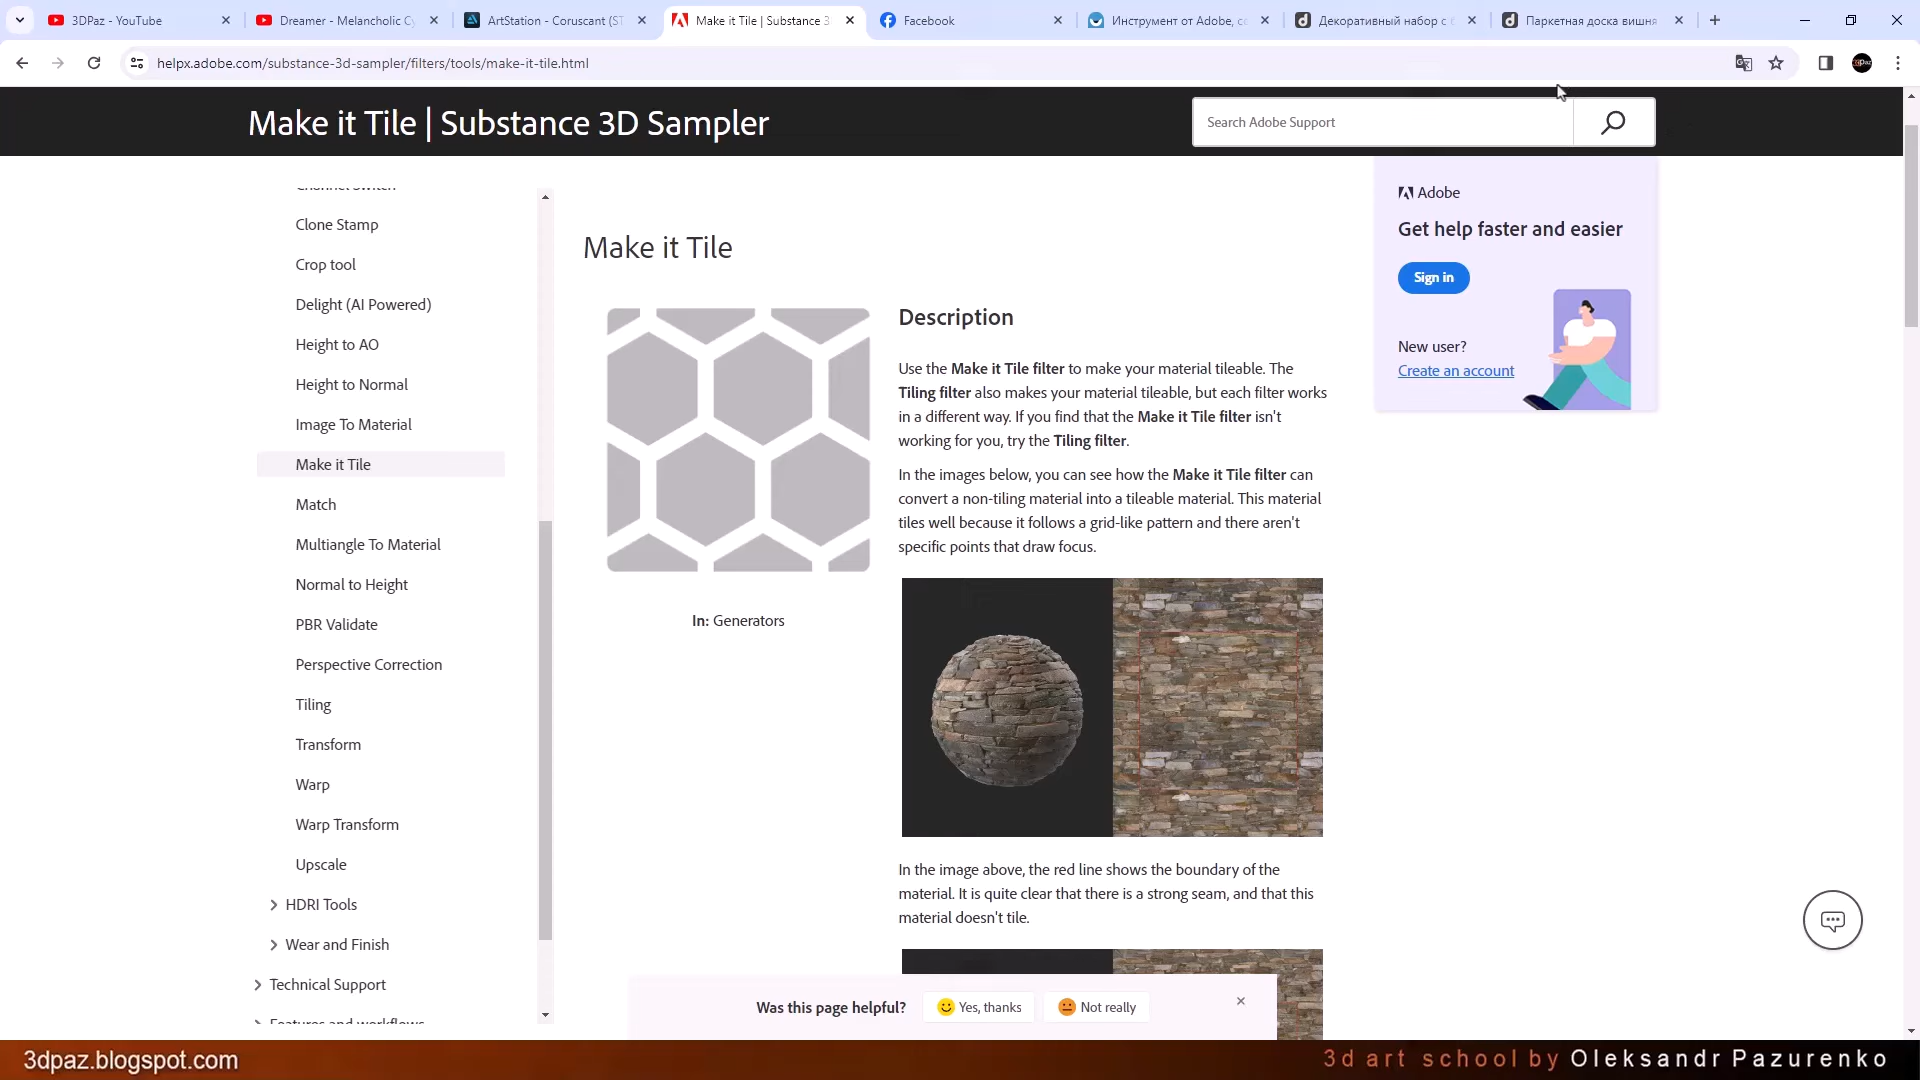 3DPaz - YouTube
Dreamer - Melancholic Cy
ArtStation - Coruscant (ST
Make it Tile | Substance 3
Facebook
Инструмент от Adobe, со
Декоративный набор с
Паркетная доска вишня
helpx.adobe.com/substance-3d-sampler/filters/tools/make-it-tile.html
Make it Tile | Substance 3D Sampler
Search Adobe Support
Channel Switch
Clone Stamp
Crop tool
Delight (AI Powered)
Height to AO
Height to Normal
Image To Material
Make it Tile
Match
Multiangle To Material
Normal to Height
PBR Validate
Perspective Correction
Tiling
Transform
Warp
Warp Transform
Upscale
HDRI Tools
Wear and Finish
Technical Support
Features and workflows
Make it Tile
In: Generators
Description
Use the Make it Tile filter to make your material tileable. The
Tiling filter also makes your material tileable, but each filter works
in a different way. If you find that the Make it Tile filter isn't
working for you, try the Tiling filter.
In the images below, you can see how the Make it Tile filter can
convert a non-tiling material into a tileable material. This material
tiles well because it follows a grid-like pattern and there aren't
specific points that draw focus.
In the image above, the red line shows the boundary of the
material. It is quite clear that there is a strong seam, and that this
material doesn't tile.
Adobe
Get help faster and easier
Sign in
New user?
Create an account
Was this page helpful?
Yes, thanks
Not really
3dpaz.blogspot.com
3d art school by Oleksandr Pazurenko